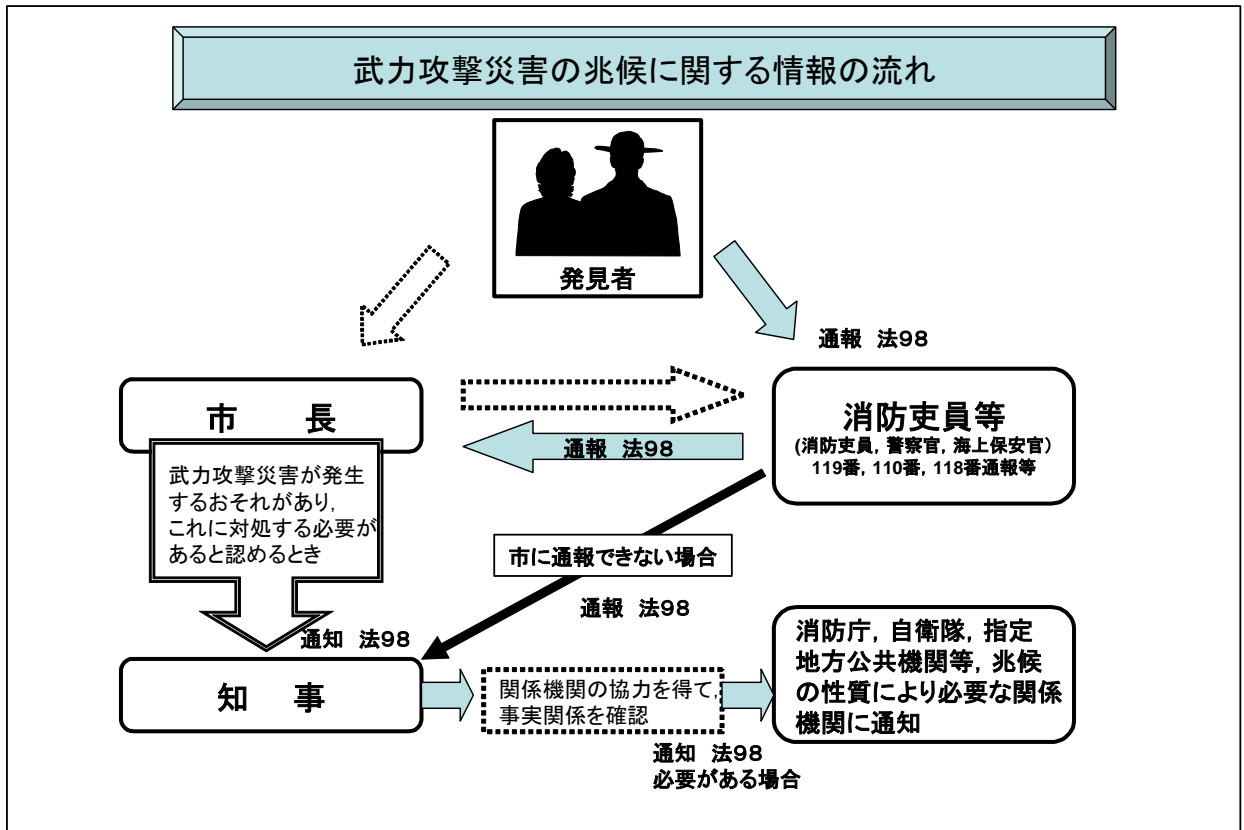 武力攻撃災害の兆候に関する情報の流れ
発見者
通報 法98
市 長
消防吏員等
(消防吏員, 警察官, 海上保安官)
119番, 110番, 118番通報等
通報 法98
武力攻撃災害が発生
するおそれがあり,
これに対処する必要が
あると認めるとき
市に通報できない場合
通報 法98
通知 法98
知 事
関係機関の協力を得て,
事実関係を確認
消防庁, 自衛隊, 指定
地方公共機関等, 兆候
の性質により必要な関係
機関に通知
通知 法98
必要がある場合